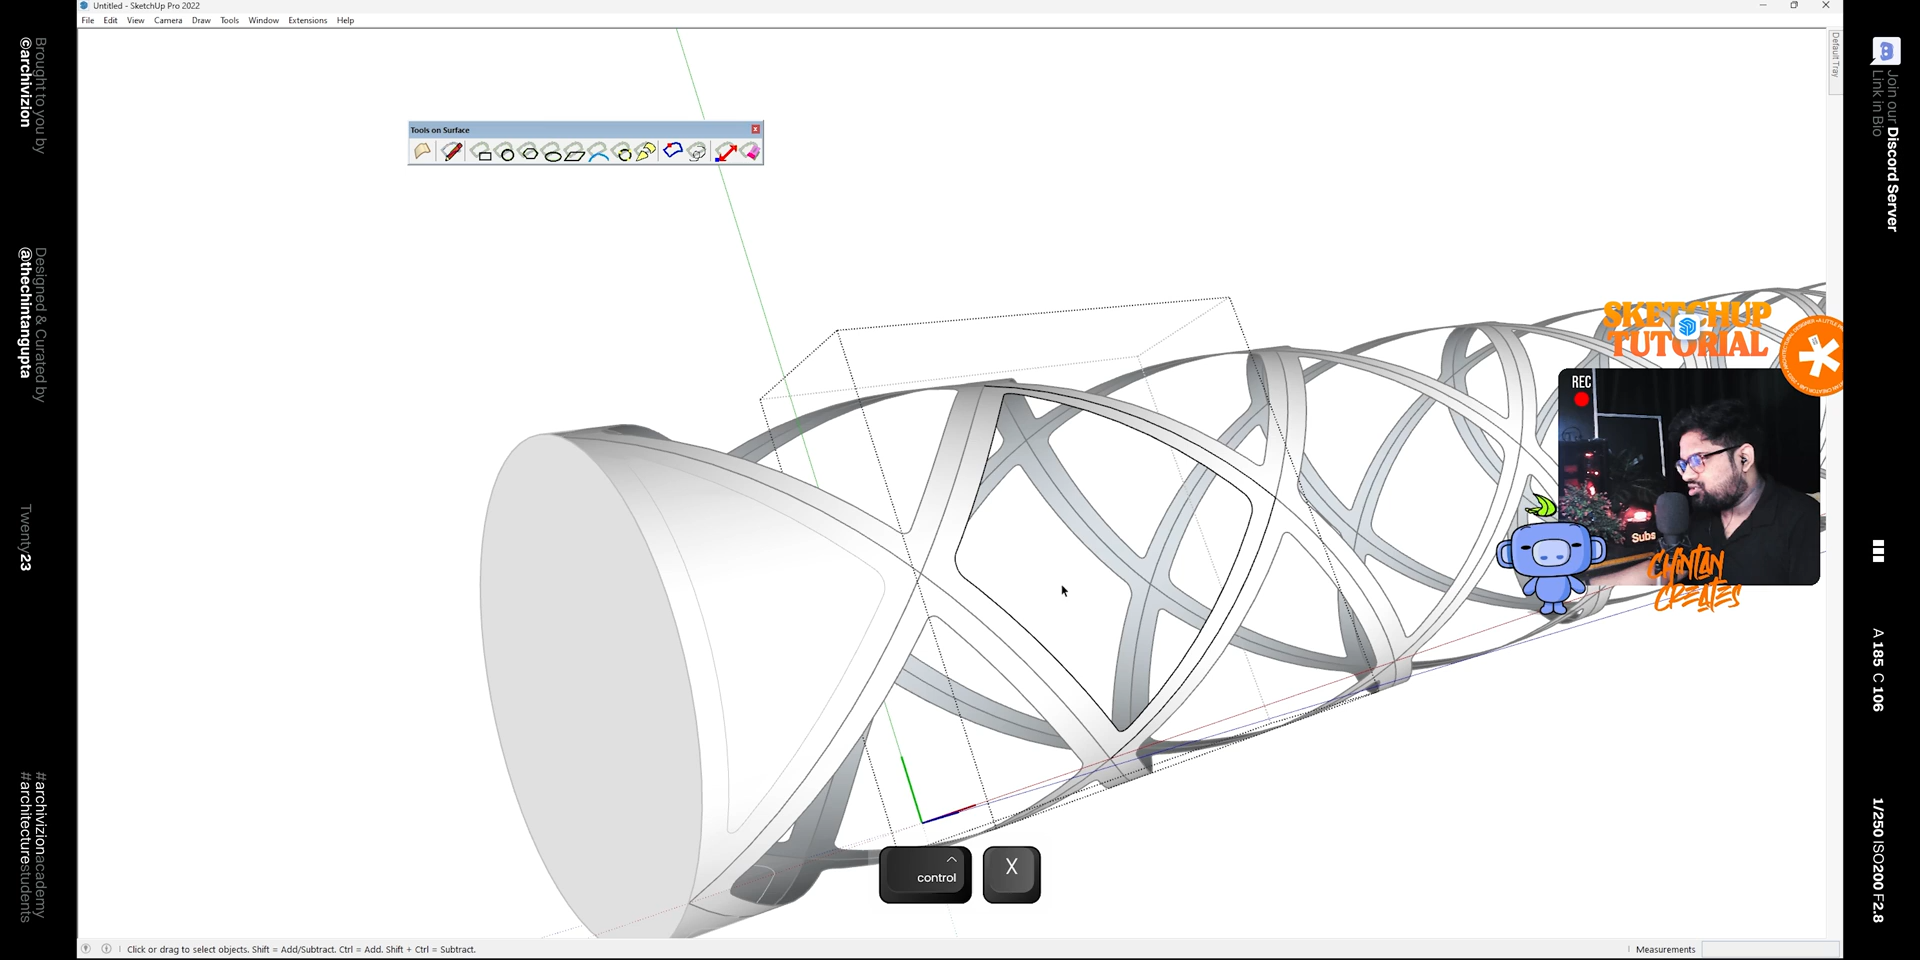 Untitled - SketchUp Pro 2022
File Edit View Camera Draw Tools Window Extensions Help
Brought to you by
©archivizion
Designed & Curated by
@thechintangupta
Twenty23
#archivizionacademy
#architecturestudents
Tools on Surface
Default Tray
Join our Discord Server
Link in Bio
SKETCHUP
TUTORIAL
REC
Subs
CHINTAN
CREATES
A 185 C 106
1/250 ISO200 F2.8
control
X
Click or drag to select objects. Shift = Add/Subtract. Ctrl = Add. Shift + Ctrl = Subtract.
Measurements